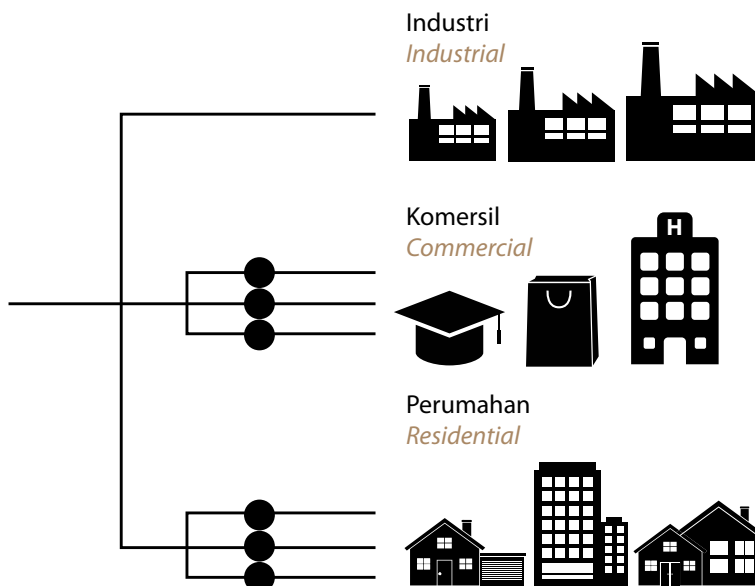 Industri
Industrial
Komersil
Commercial
H
Perumahan
Residential